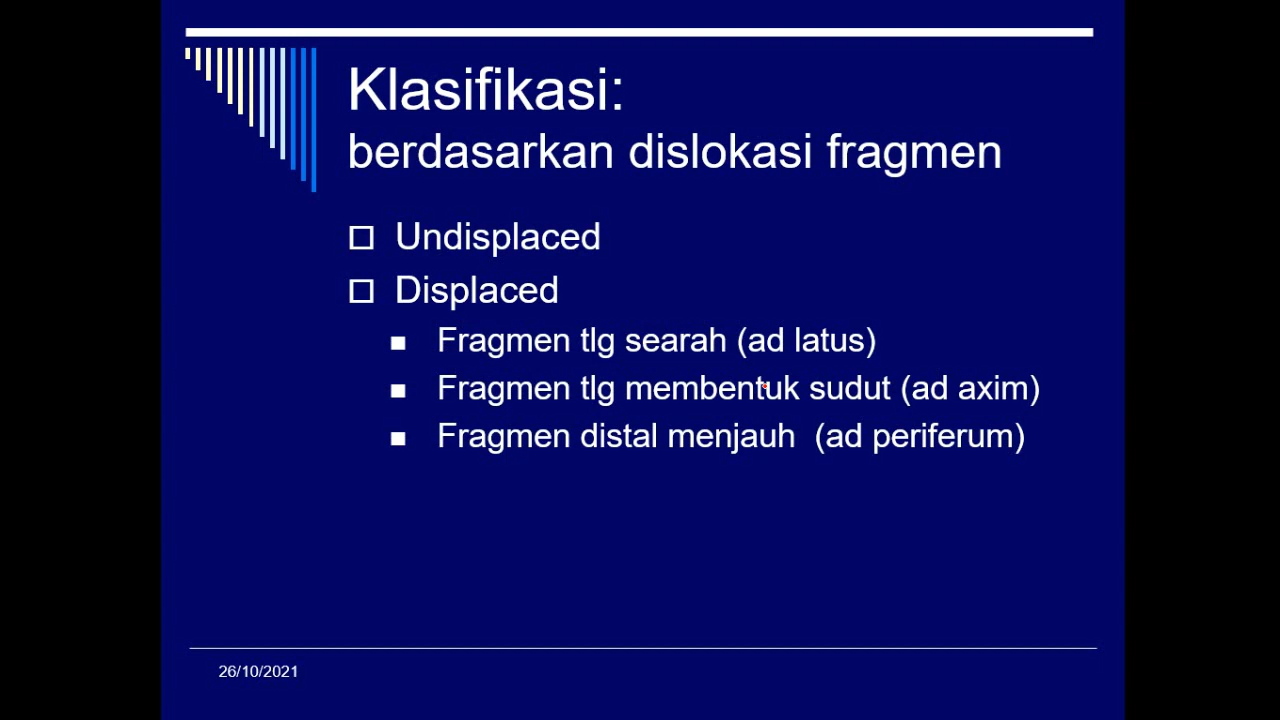 Klasifikasi:
berdasarkan dislokasi fragmen
Undisplaced
Displaced
Fragmen tlg searah (ad latus)
Fragmen tlg membentuk sudut (ad axim)
Fragmen distal menjauh (ad periferum)
26/10/2021